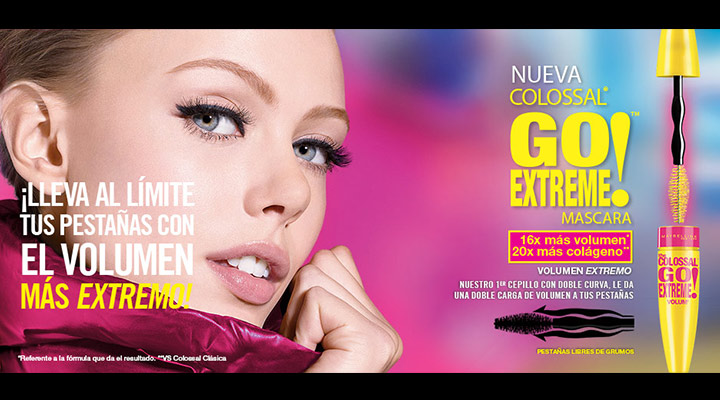 ¡LLEVA AL LÍMITE
TUS PESTAÑAS CON
EL VOLUMEN
MÁS EXTREMO!
*Referente a la fórmula que da el resultado. **VS Colossal Clásica
NUEVA
COLOSSAL*
GO
EXTREME!™
MASCARA
16x más volumen*
20x más colágeno**
VOLUMEN EXTREMO
NUESTRO 1ER CEPILLO CON DOBLE CURVA, LE DA
UNA DOBLE CARGA DE VOLUMEN A TUS PESTAÑAS
PESTAÑAS LIBRES DE GRUMOS
MAYBELLINE
THE COLOSSAL
GO
EXTREME!